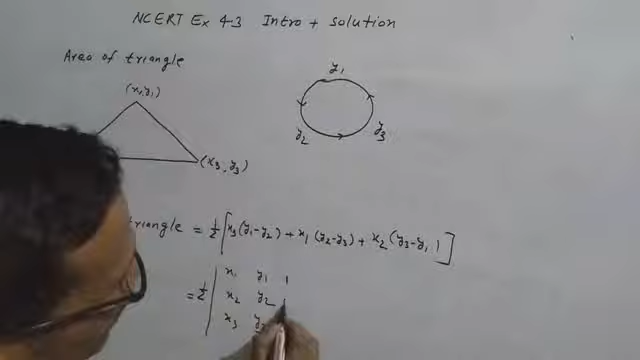 NCERT Ex 4.3 Intro + solution
Area of triangle
(x₁,y₁)
y₁
y₂
y₃
(x₃, y₃)
triangle = 1/2 [x₃(y₁-y₂) + x₁(y₂-y₃) + x₂(y₃-y₁)]
= 1/2 | x₁ y₁ 1
x₂ y₂ 1
x₃